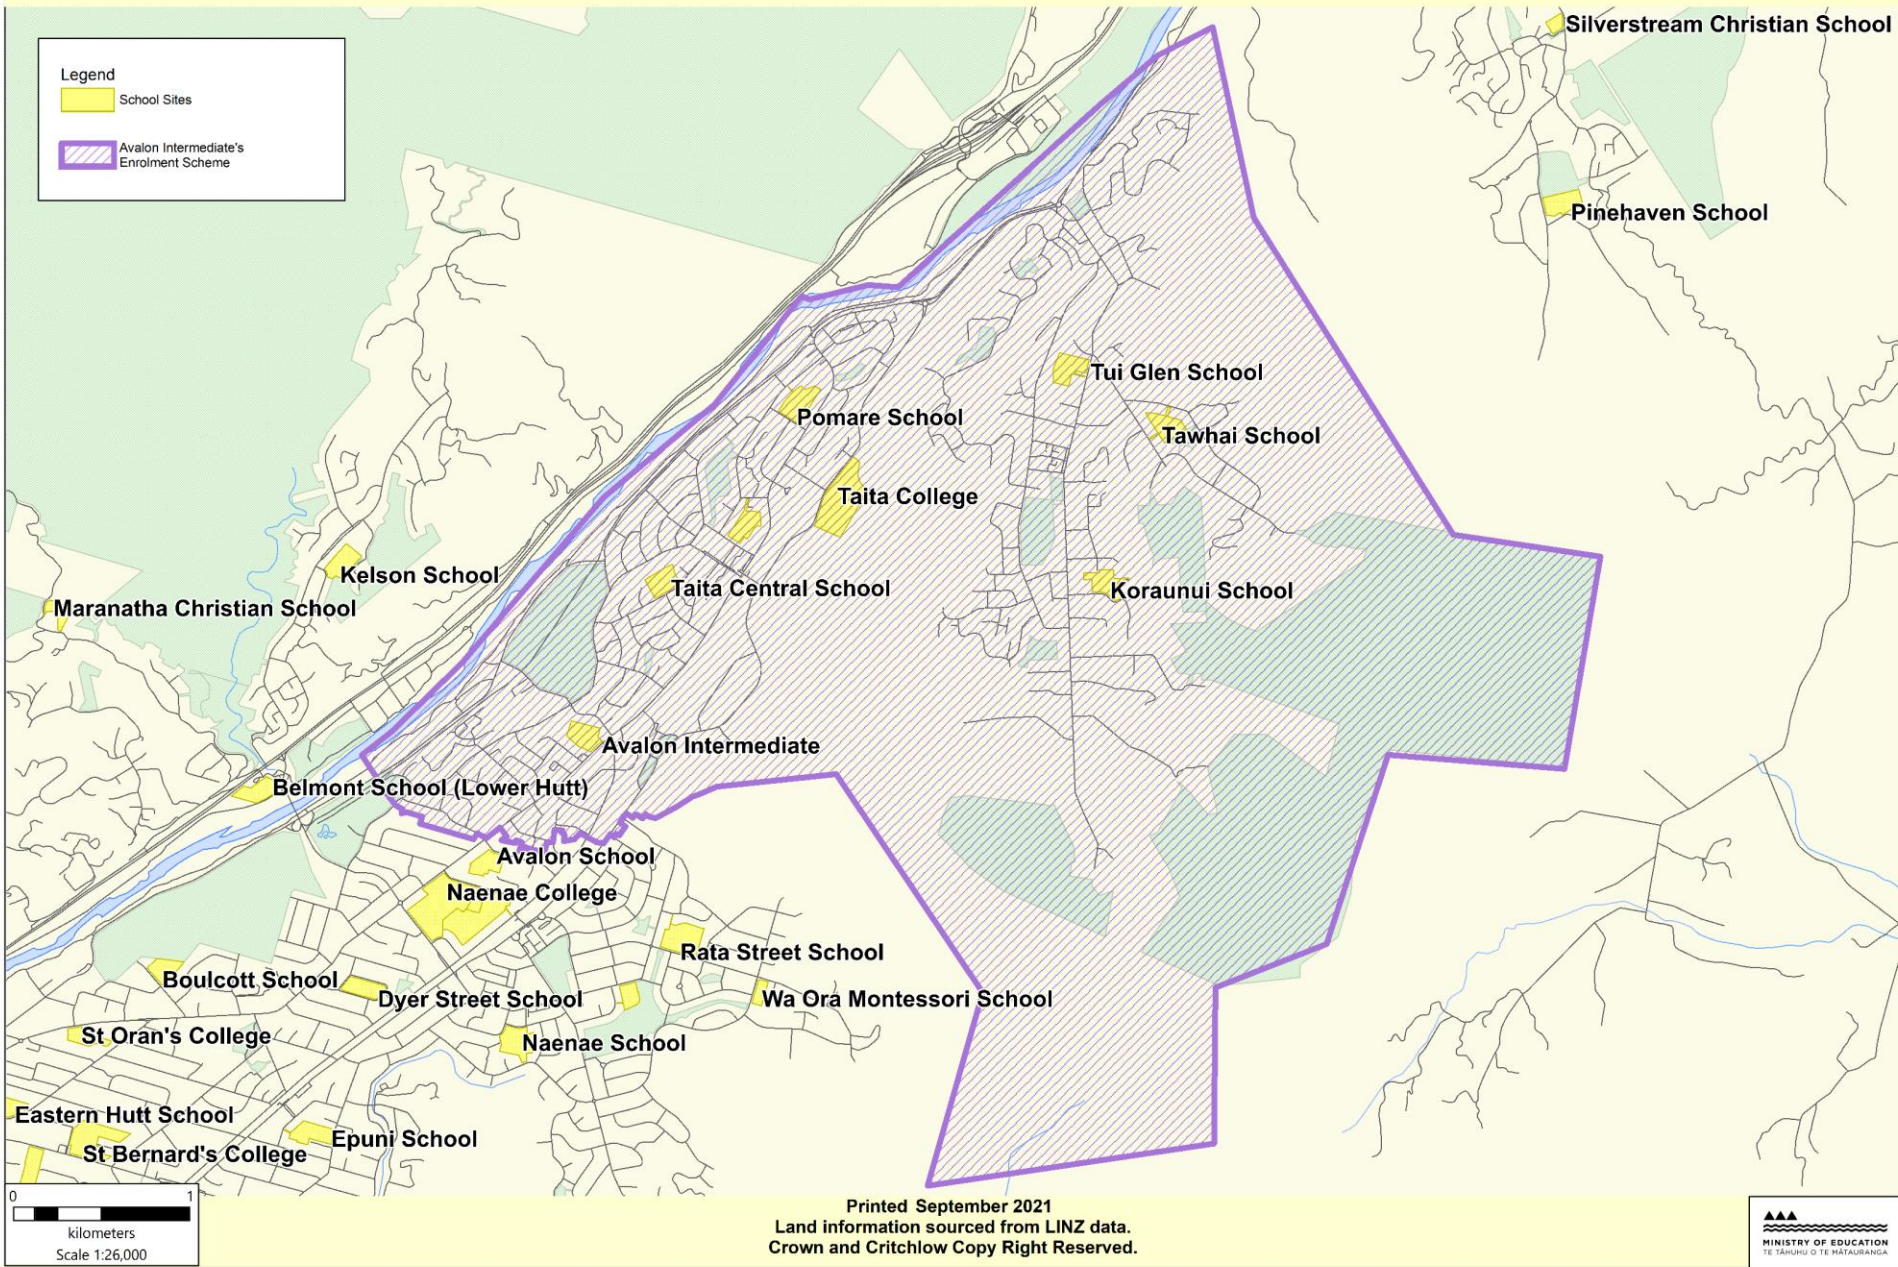 Silverstream Christian School
Legend
School Sites
Avalon Intermediate's
Enrolment Scheme
Pinehaven School
Tui Glen School
Pomare School
Tawhai School
Taita College
Kelson School
Taita Central School
Koraunui School
Maranatha Christian School
Avalon Intermediate
Belmont School (Lower Hutt)
Avalon School
Naenae College
Rata Street School
Boulcott School
Dyer Street School
Wa Ora Montessori School
St Oran's College
Naenae School
Eastern Hutt School
Epuni School
St Bernard's College
0 1
kilometers
Scale 1:26,000
Printed September 2021
Land information sourced from LINZ data.
Crown and Critchlow Copy Right Reserved.
MINISTRY OF EDUCATION
TE TĀHUHU O TE MĀTAURANGA